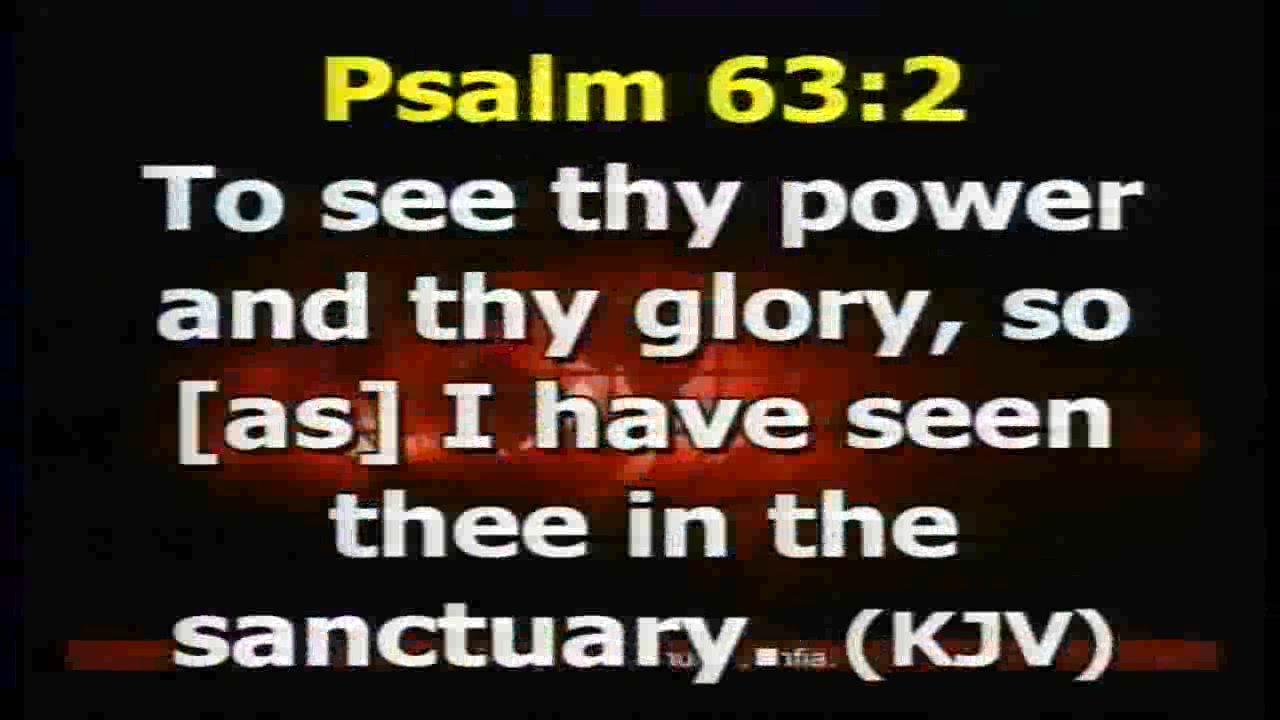 Psalm 63:2
To see thy power
and thy glory, so
[as] I have seen
thee in the
sanctuary. (KJV)